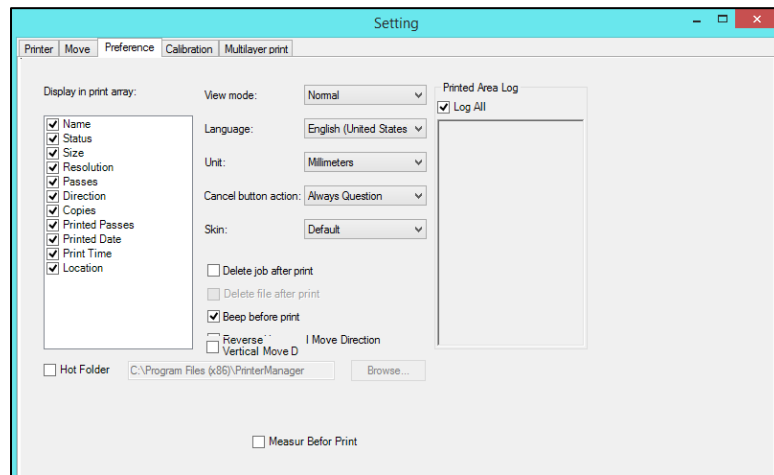 Setting
Printer Move Preference Calibration Multilayer print
Display in print array:
Name
Status
Size
Resolution
Passes
Direction
Copies
Printed Passes
Printed Date
Print Time
Location
View mode: Normal
Language: English (United States
Unit: Millimeters
Cancel button action: Always Question
Skin: Default
Delete job after print
Delete file after print
Beep before print
Reverse Move Direction
Vertical Move D
Printed Area Log
Log All
Hot Folder C:\Program Files (x86)\PrinterManager Browse...
Measur Befor Print